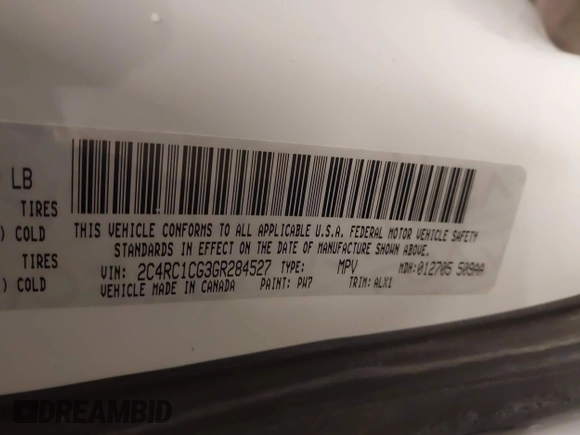 LB
TIRES
) COLD
TIRES
) COLD
THIS VEHICLE CONFORMS TO ALL APPLICABLE U.S.A. FEDERAL MOTOR VEHICLE SAFETY
STANDARDS IN EFFECT ON THE DATE OF MANUFACTURE SHOWN ABOVE.
VIN: 2C4RC1CG3GR284527 TYPE: MPV MDH:012705 509AA
VEHICLE MADE IN CANADA PAINT: PW7 TRIM: ALX1
DREAMBID